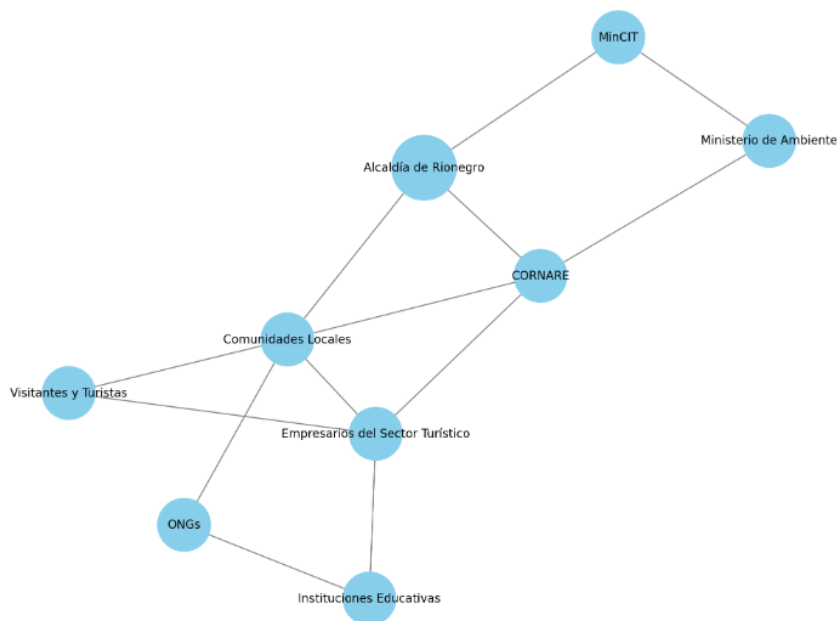 MinCIT
Ministerio de Ambiente
Alcaldía de Rionegro
CORNARE
Comunidades Locales
Visitantes y Turistas
Empresarios del Sector Turístico
ONGs
Instituciones Educativas